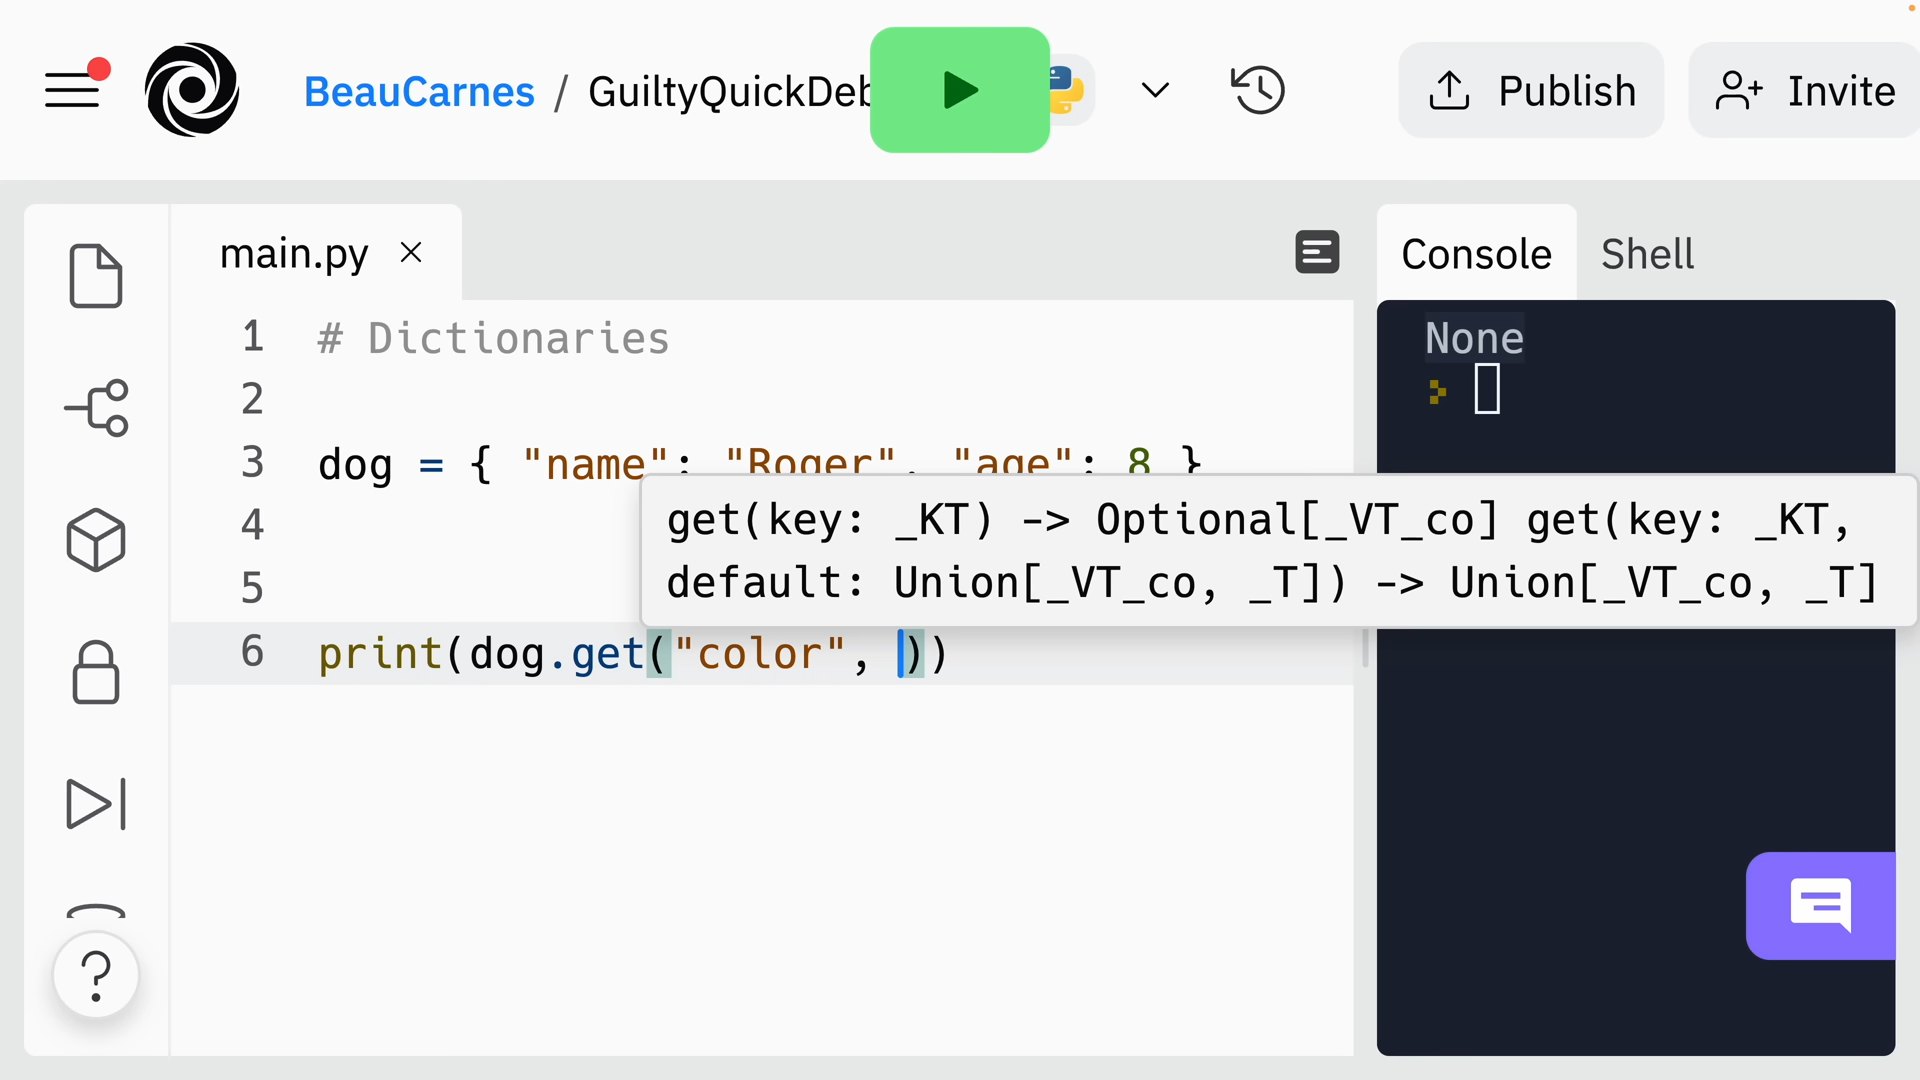 BeauCarnes / GuiltyQuickDeb
Publish
Invite
main.py
Console
Shell
1 # Dictionaries
2
3 dog = { "name": "Roger", "age": 8 }
4
5
6 print(dog.get("color", ))
get(key: _KT) -> Optional[_VT_co] get(key: _KT,
default: Union[_VT_co, _T]) -> Union[_VT_co, _T]
None
?